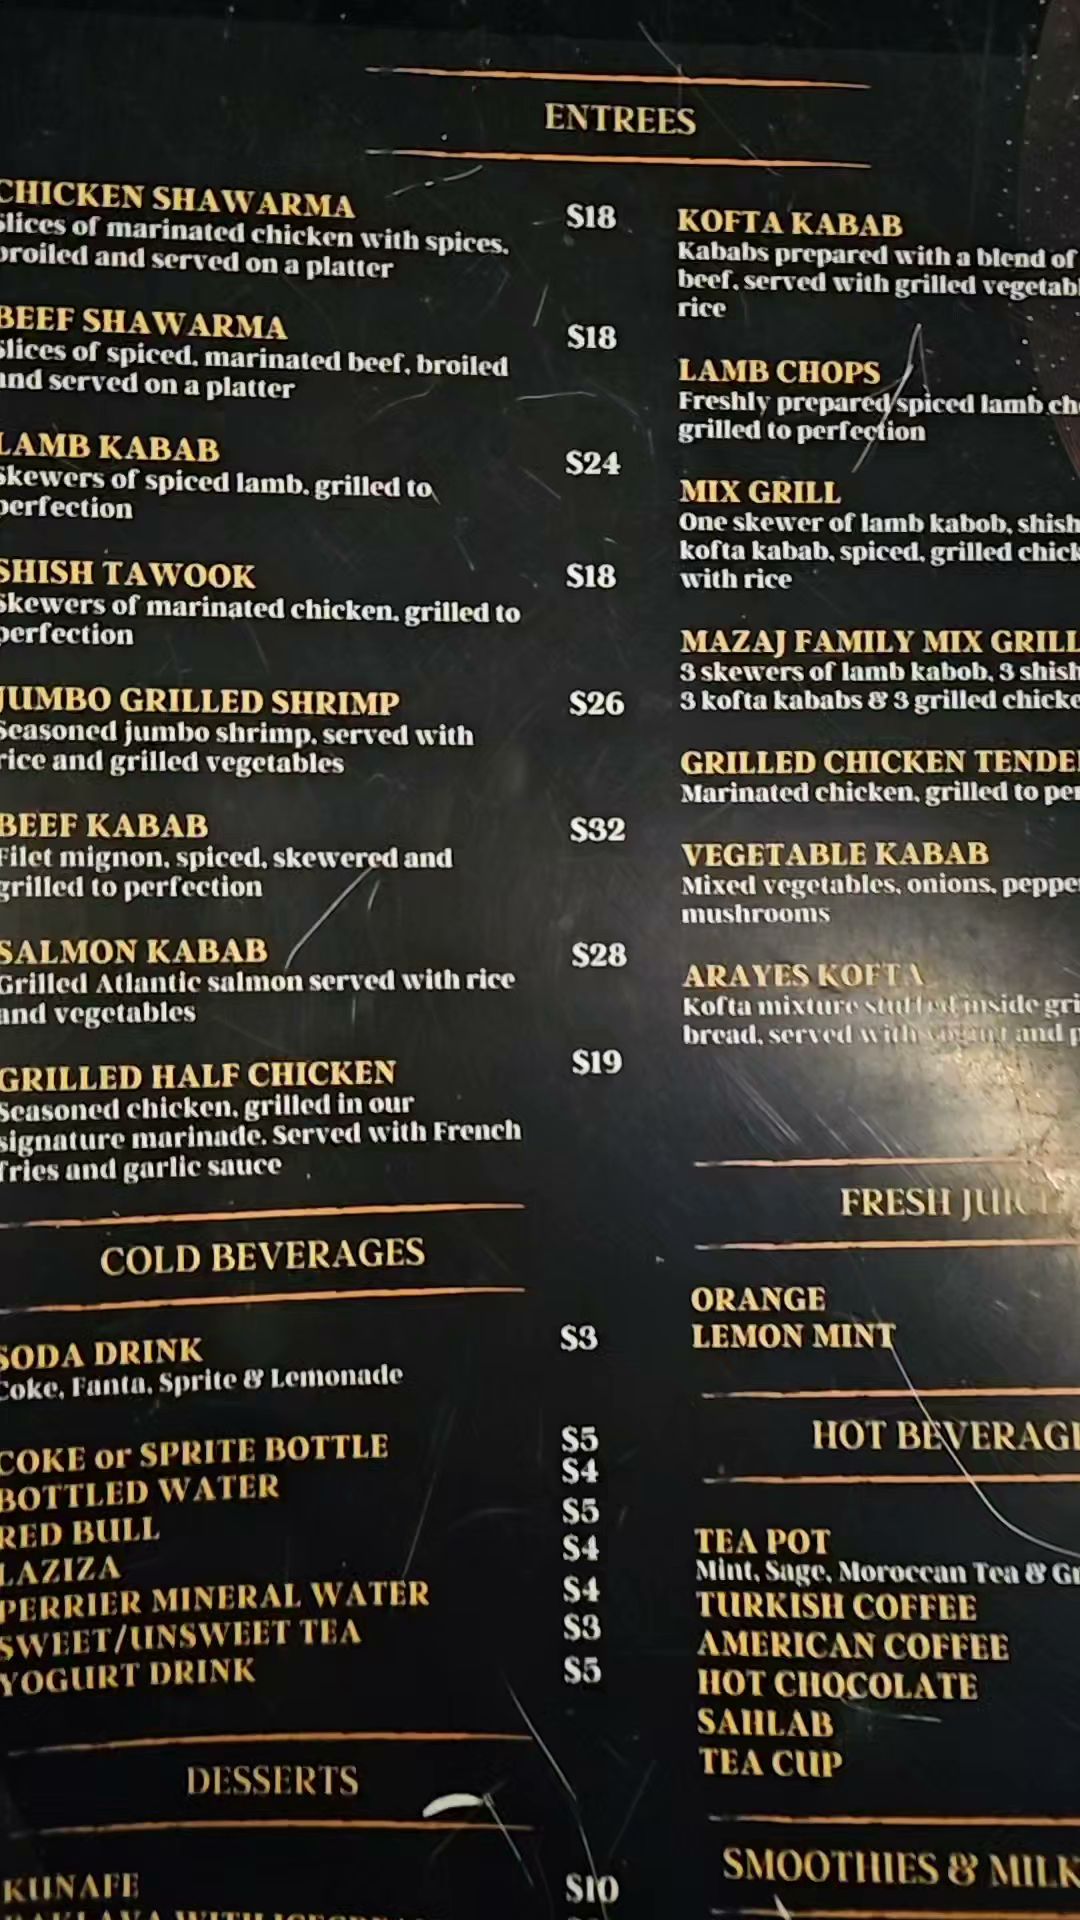 ENTREES
CHICKEN SHAWARMA $18
Slices of marinated chicken with spices,
broiled and served on a platter
BEEF SHAWARMA $18
Slices of spiced, marinated beef, broiled
and served on a platter
LAMB KABAB $24
Skewers of spiced lamb, grilled to
perfection
SHISH TAWOOK $18
Skewers of marinated chicken, grilled to
perfection
JUMBO GRILLED SHRIMP $26
Seasoned jumbo shrimp, served with
rice and grilled vegetables
BEEF KABAB $32
Filet mignon, spiced, skewered and
grilled to perfection
SALMON KABAB $28
Grilled Atlantic salmon served with rice
and vegetables
GRILLED HALF CHICKEN $19
Seasoned chicken, grilled in our
signature marinade. Served with French
fries and garlic sauce
COLD BEVERAGES
SODA DRINK $3
Coke, Fanta, Sprite & Lemonade
COKE or SPRITE BOTTLE $5
BOTTLED WATER $4
RED BULL $5
LAZIZA $4
PERRIER MINERAL WATER $4
SWEET/UNSWEET TEA $3
YOGURT DRINK $5
DESSERTS
KUNAFE $10
KOFTA KABAB
Kababs prepared with a blend of
beef, served with grilled
rice
LAMB CHOPS
Freshly prepared spiced lamb
grilled to perfection
MIX GRILL
One skewer of lamb kabob, shish
kofta kabab, spiced, grilled
with rice
MAZAJ FAMILY MIX GRILL
3 skewers of lamb kabob, 3 shish
3 kofta kababs & 3 grilled
GRILLED CHICKEN
Marinated chicken, grilled to
VEGETABLE KABAB
Mixed vegetables, onions,
mushrooms
ARAYES KOFTA
Kofta mixture stuffed inside
bread, served with yogurt and
FRESH
ORANGE
LEMON MINT
HOT
TEA POT
Mint, Sage, Moroccan Tea &
TURKISH COFFEE
AMERICAN COFFEE
HOT CHOCOLATE
SAHLAB
TEA CUP
SMOOTHIES &